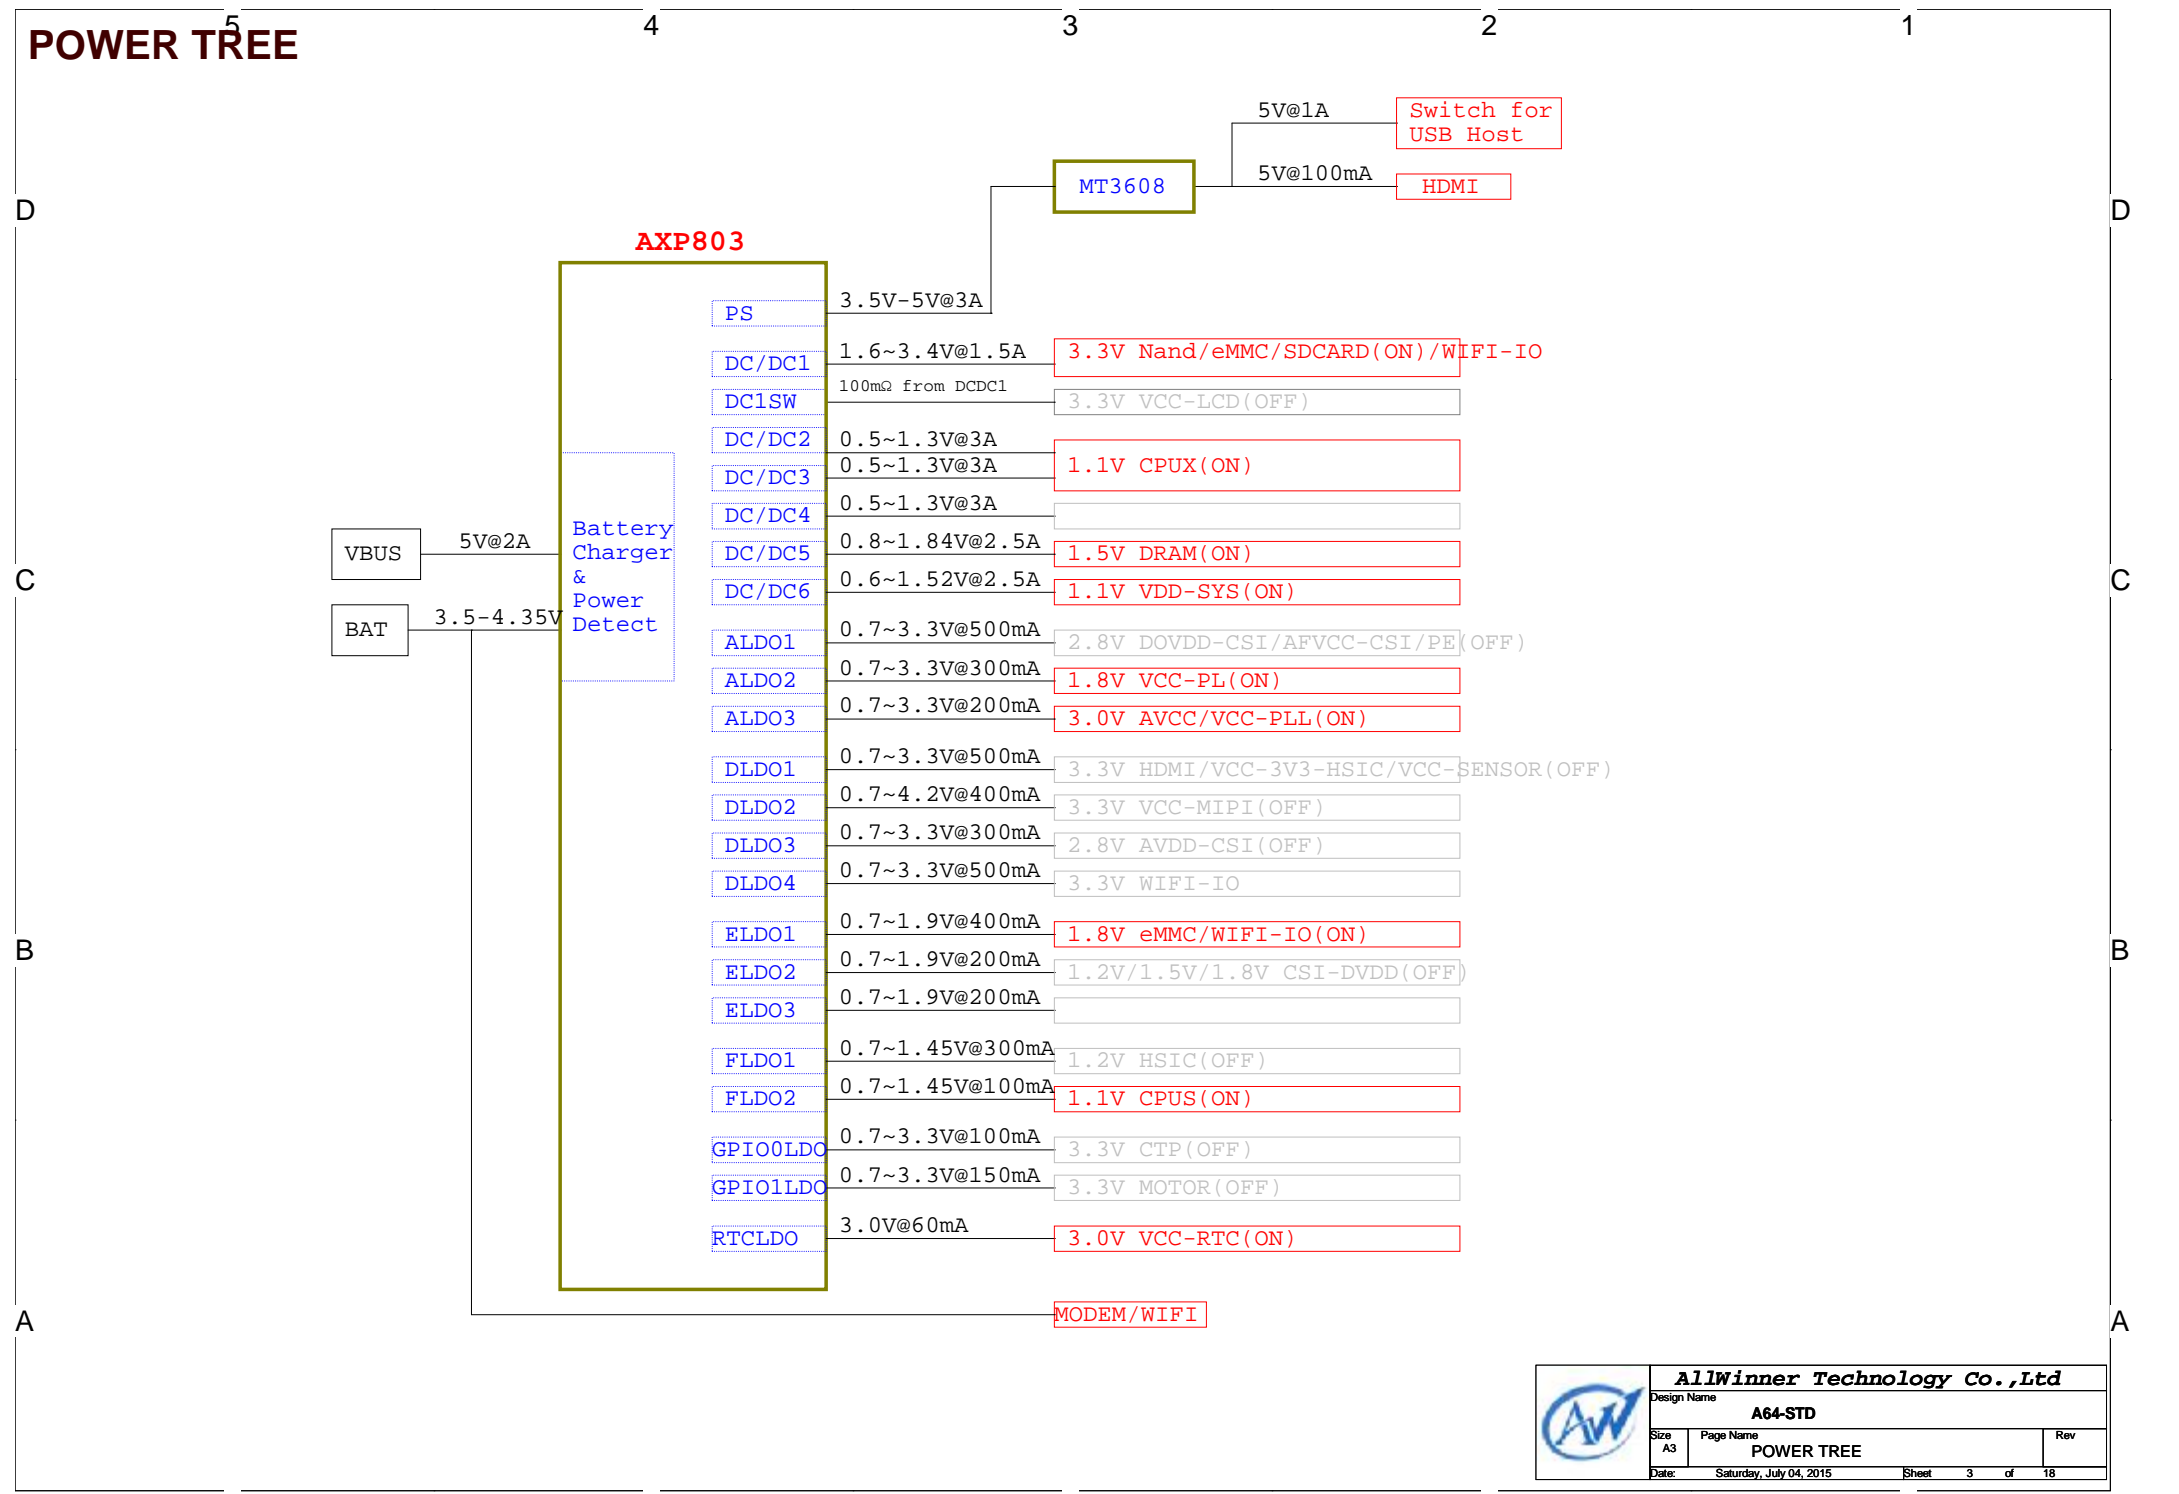 5 4 3 2 1
POWER TREE
5V@1A Switch for
USB Host
MT3608 5V@100mA HDMI
D D
AXP803
PS 3.5V-5V@3A
DC/DC1 1.6~3.4V@1.5A 3.3V Nand/eMMC/SDCARD(ON)/WIFI-IO
DC1SW 100mΩ from DCDC1 3.3V VCC-LCD(OFF)
DC/DC2 0.5~1.3V@3A
DC/DC3 0.5~1.3V@3A 1.1V CPUX(ON)
DC/DC4 0.5~1.3V@3A
VBUS 5V@2A
BAT 3.5-4.35V
Battery
Charger
&
Power
Detect
DC/DC5 0.8~1.84V@2.5A 1.5V DRAM(ON)
C C
DC/DC6 0.6~1.52V@2.5A 1.1V VDD-SYS(ON)
ALDO1 0.7~3.3V@500mA 2.8V DOVDD-CSI/AFVCC-CSI/PE(OFF)
ALDO2 0.7~3.3V@300mA 1.8V VCC-PL(ON)
ALDO3 0.7~3.3V@200mA 3.0V AVCC/VCC-PLL(ON)
DLDO1 0.7~3.3V@500mA 3.3V HDMI/VCC-3V3-HSIC/VCC-SENSOR(OFF)
DLDO2 0.7~4.2V@400mA 3.3V VCC-MIPI(OFF)
DLDO3 0.7~3.3V@300mA 2.8V AVDD-CSI(OFF)
DLDO4 0.7~3.3V@500mA 3.3V WIFI-IO
ELDO1 0.7~1.9V@400mA 1.8V eMMC/WIFI-IO(ON)
B B
ELDO2 0.7~1.9V@200mA 1.2V/1.5V/1.8V CSI-DVDD(OFF)
ELDO3 0.7~1.9V@200mA
FLDO1 0.7~1.45V@300mA 1.2V HSIC(OFF)
FLDO2 0.7~1.45V@100mA 1.1V CPUS(ON)
GPIO0LDO 0.7~3.3V@100mA 3.3V CTP(OFF)
GPIO1LDO 0.7~3.3V@150mA 3.3V MOTOR(OFF)
RTCLDO 3.0V@60mA 3.0V VCC-RTC(ON)
MODEM/WIFI
A A
AW
AllWinner Technology Co.,Ltd
Design Name
A64-STD
Size Page Name Rev
A3 POWER TREE
Date: Saturday, July 04, 2015 Sheet 3 of 18